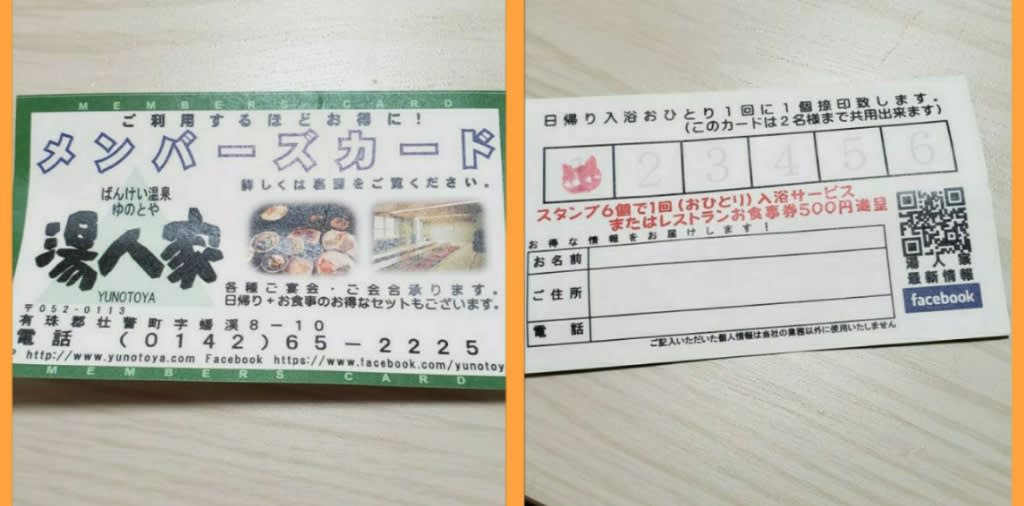 MEMBERS CARD
ご利用するほどお得に!
メンバーズカード
詳しくは裏面をご覧ください。
ばんけい温泉
ゆのとや
湯人家
YUNOTOYA
各種ご宴会・ご会合承ります。
日帰り+お食事のお得なセットもございます。
〒052-0113
有珠郡壮瞥町字蟠渓8-10
電話 (0142)65-2225
http://www.yunotoya.com Facebook https://www.facebook.com/yunotoy
MEMBERS CARD
日帰り入浴おひとり1回に1個捺印致します。
(このカードは2名様まで共用出来ます)
2 3 4 5 6
スタンプ6個で1回(おひとり)入浴サービス
またはレストランお食事券500円進呈
お得な情報をお届けします!
お名前
ご住所
電話
湯人家
最新情報
facebook
ご記入いただいた個人情報は当社の業務以外に使用いたしません